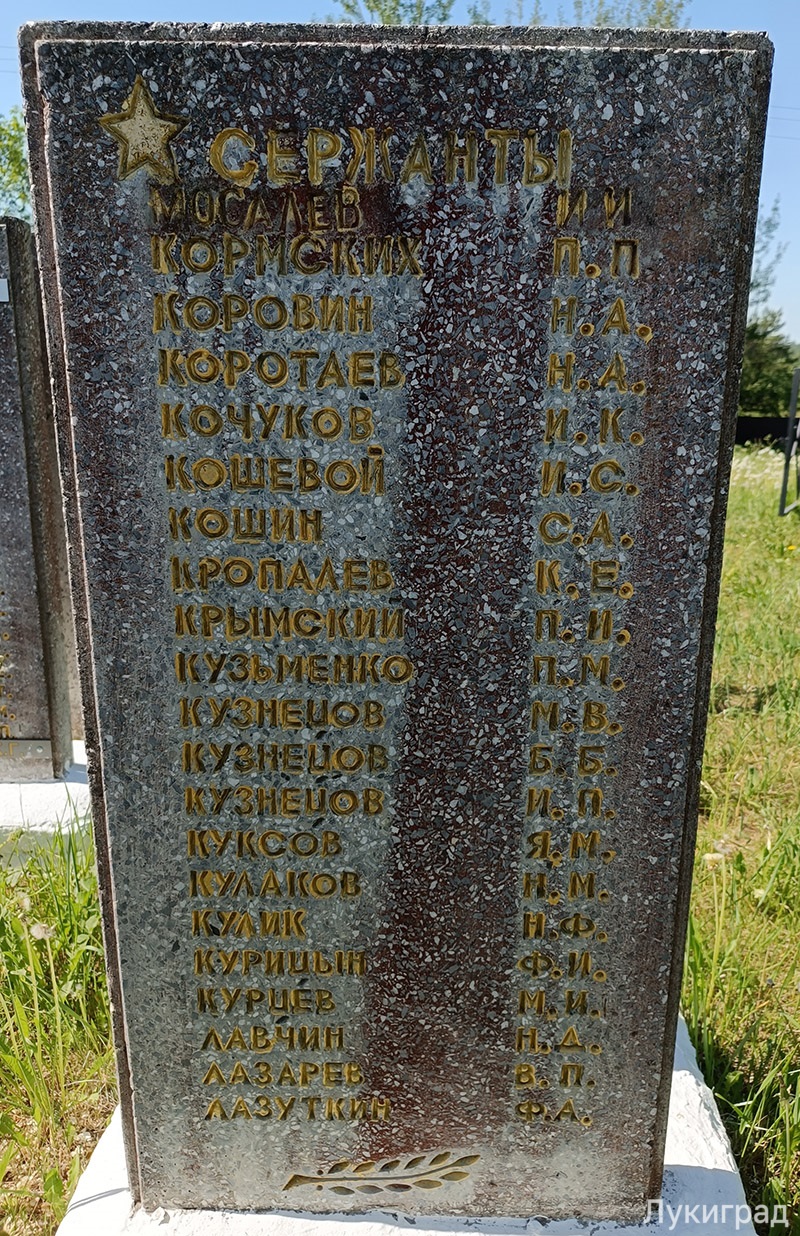 СЕРЖАНТЫ
МОСАЛЕВ И И
КОРМСКИХ П.П
КОРОВИН Н.А.
КОРОТАЕВ Н.А.
КОЧУКОВ И.К.
КОШЕВОЙ И.С.
КОШИН С.А.
КРОПАЛЕВ К.Е.
КРЫМСКИЙ П.И.
КУЗЬМЕНКО П.М.
КУЗНЕЦОВ М.В.
КУЗНЕЦОВ Б.Б.
КУЗНЕЦОВ И.П.
КУКСОВ Я.М.
КУЛАКОВ Н.М.
КУЛИК Н.Ф.
КУРИЦЫН Ф.И.
КУРЦЕВ М.И.
ЛАВЧИН Н.Д.
ЛАЗАРЕВ В.П.
ЛАЗУТКИН Ф.А.
Лукиград